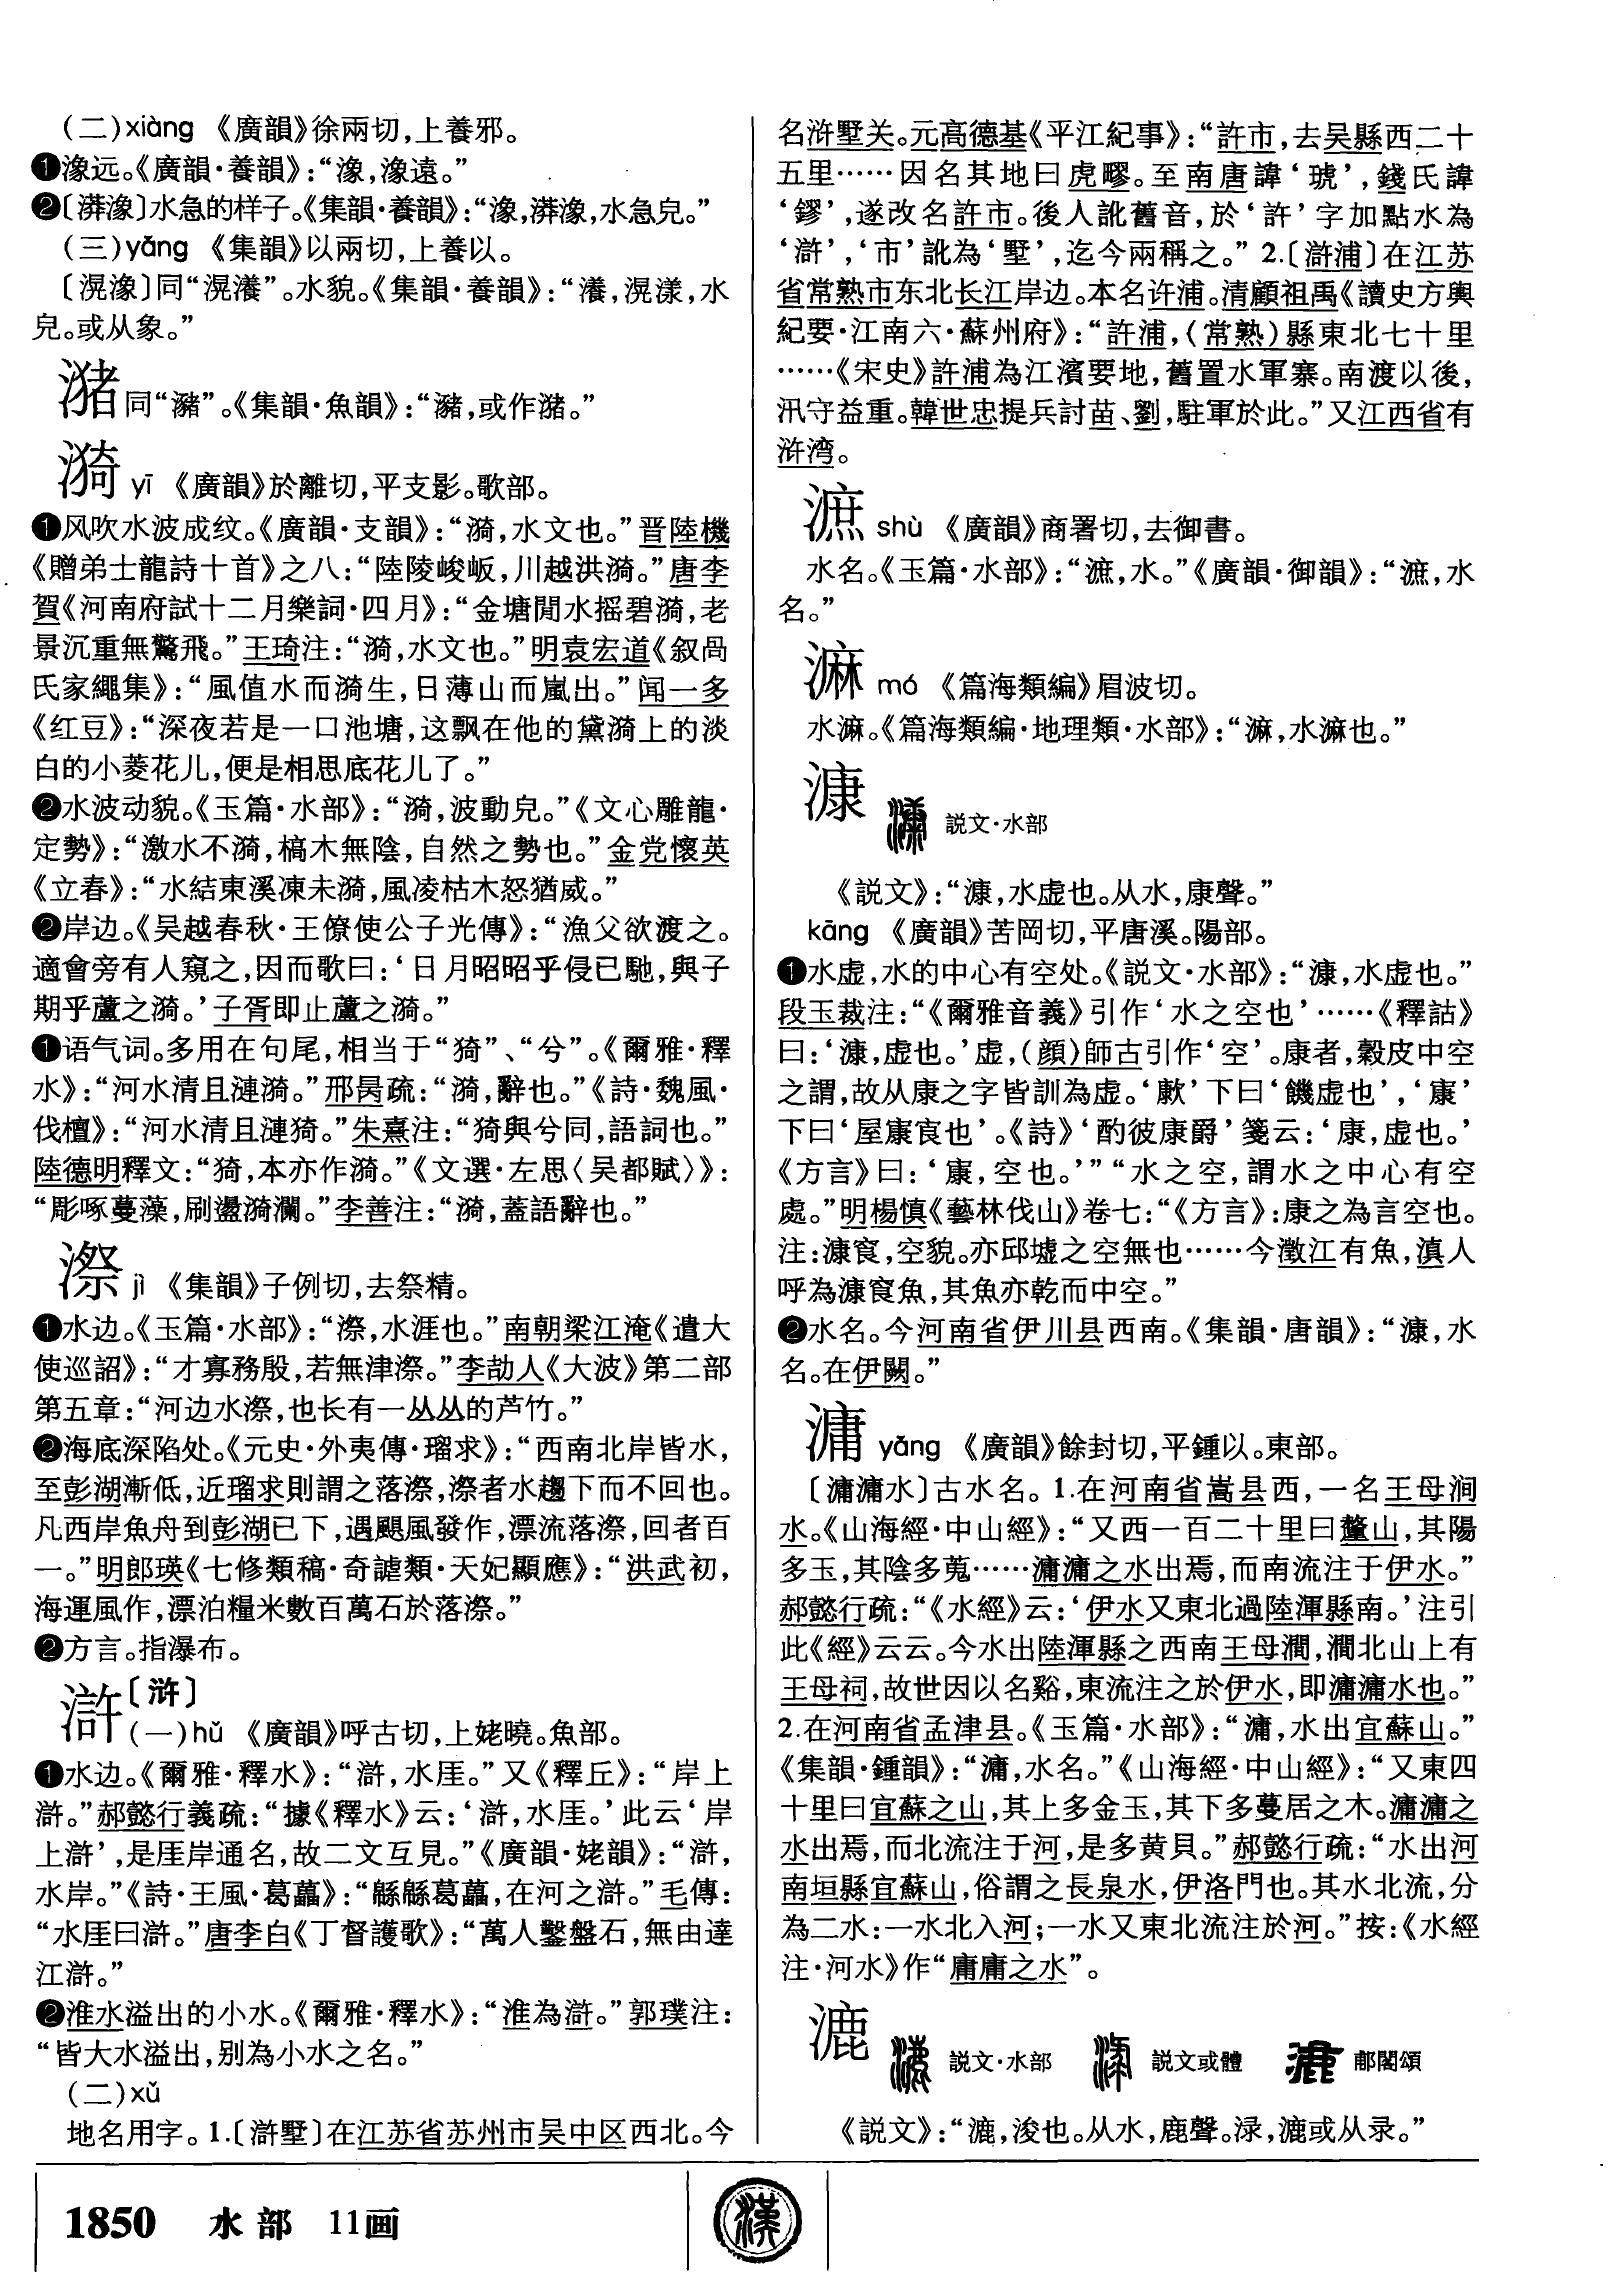 (二)xiàng 《廣韻》徐兩切,上養邪。
❶潒远。《廣韻·養韻》:“潒,潒遠。”
❷〔漭潒〕水急的样子。《集韻·養韻》:“潒,漭潒,水急皃。”
(三)yǎng 《集韻》以兩切,上養以。
〔滉潒〕同“滉瀁”。水貌。《集韻·養韻》:“瀁,滉漾,水
皃。或从象。”
潴同“瀦”。《集韻·魚韻》:“瀦,或作潴。”
漪 yī 《廣韻》於離切,平支影。歌部。
❶风吹水波成纹。《廣韻·支韻》:“漪,水文也。”晋陸機
《贈弟士龍詩十首》之八:“陸陵峻岅,川越洪漪。”唐李
賀《河南府試十二月樂詞·四月》:“金塘閒水摇碧漪,老
景沉重無驚飛。”王琦注:“漪,水文也。”明袁宏道《叙咼
氏家繩集》:“風值水而漪生,日薄山而嵐出。”闻一多
《红豆》:“深夜若是一口池塘,这飘在他的黛漪上的淡
白的小菱花儿,便是相思底花儿了。”
❷水波动貌。《玉篇·水部》:“漪,波動皃。”《文心雕龍·
定勢》:“激水不漪,槁木無陰,自然之勢也。”金党懷英
《立春》:“水結東溪凍未漪,風凌枯木怒猶威。”
❷岸边。《吴越春秋·王僚使公子光傳》:“漁父欲渡之。
適會旁有人窺之,因而歌曰:‘日月昭昭乎侵已馳,與子
期乎蘆之漪。’子胥即止蘆之漪。”
❶语气词。多用在句尾,相当于“猗”、“兮”。《爾雅·釋
水》:“河水清且漣漪。”邢昺疏:“漪,辭也。”《詩·魏風·
伐檀》:“河水清且漣猗。”朱熹注:“猗與兮同,語詞也。”
陸德明釋文:“猗,本亦作漪。”《文選·左思〈吴都賦〉》:
“彫啄蔓藻,刷盪漪瀾。”李善注:“漪,蓋語辭也。”
漈 jì 《集韻》子例切,去祭精。
❶水边。《玉篇·水部》:“漈,水涯也。”南朝梁江淹《遣大
使巡詔》:“才寡務殷,若無津漈。”李劼人《大波》第二部
第五章:“河边水漈,也长有一丛丛的芦竹。”
❷海底深陷处。《元史·外夷傳·瑠求》:“西南北岸皆水,
至彭湖漸低,近瑠求則謂之落漈,漈者水趨下而不回也。
凡西岸魚舟到彭湖已下,遇颶風發作,漂流落漈,回者百
一。”明郎瑛《七修類稿·奇謔類·天妃顯應》:“洪武初,
海運風作,漂泊糧米數百萬石於落漈。”
❷方言。指瀑布。
滸〔浒〕
(一)hǔ 《廣韻》呼古切,上姥曉。魚部。
❶水边。《爾雅·釋水》:“滸,水厓。”又《釋丘》:“岸上
滸。”郝懿行義疏:“據《釋水》云:‘滸,水厓。’此云‘岸
上滸’,是厓岸通名,故二文互見。”《廣韻·姥韻》:“滸,
水岸。”《詩·王風·葛藟》:“緜緜葛藟,在河之滸。”毛傳:
“水厓曰滸。”唐李白《丁督護歌》:“萬人鑿盤石,無由達
江滸。”
❷淮水溢出的小水。《爾雅·釋水》:“淮為滸。”郭璞注:
“皆大水溢出,别為小水之名。”
(二)xǔ
地名用字。1.〔滸墅〕在江苏省苏州市吴中区西北。今
名浒墅关。元高德基《平江紀事》:“許市,去吴縣西二十
五里……因名其地曰虎疁。至南唐諱‘琥’,錢氏諱
‘鏐’,遂改名許市。後人訛舊音,於‘許’字加點水為
‘滸’,‘市’訛為‘墅’,迄今兩稱之。”2.〔滸浦〕在江苏
省常熟市东北长江岸边。本名许浦。清顧祖禹《讀史方輿
紀要·江南六·蘇州府》:“許浦,(常熟)縣東北七十里
……《宋史》許浦為江濱要地,舊置水軍寨。南渡以後,
汛守益重。韓世忠提兵討苗、劉,駐軍於此。”又江西省有
浒湾。
㵂 shù 《廣韻》商署切,去御書。
水名。《玉篇·水部》:“㵂,水。”《廣韻·御韻》:“㵂,水
名。”
𣻕 mó 《篇海類編》眉波切。
水𣻕。《篇海類編·地理類·水部》:“𣻕,水𣻕也。”
漮 説文·水部
《説文》:“漮,水虚也。从水,康聲。”
kāng 《廣韻》苦岡切,平唐溪。陽部。
❶水虚,水的中心有空处。《説文·水部》:“漮,水虚也。”
段玉裁注:“《爾雅音義》引作‘水之空也’……《釋詁》
曰:‘漮,虚也。’虚,(顔)師古引作‘空’。康者,穀皮中空
之謂,故从康之字皆訓為虚。‘歉’下曰‘饑虚也’,‘㝩’
下曰‘屋㝩㝗也’。《詩》‘酌彼康爵’箋云:‘康,虚也。’
《方言》曰:‘㝩,空也。’”“水之空,謂水之中心有空
處。”明楊慎《藝林伐山》卷七:“《方言》:康之為言空也。
注:漮㝗,空貌。亦邱墟之空無也……今澂江有魚,滇人
呼為漮㝗魚,其魚亦乾而中空。”
❷水名。今河南省伊川县西南。《集韻·唐韻》:“漮,水
名。在伊闕。”
滽 yǎng 《廣韻》餘封切,平鍾以。東部。
〔滽滽水〕古水名。1.在河南省嵩县西,一名王母涧
水。《山海經·中山經》:“又西一百二十里曰釐山,其陽
多玉,其陰多蒐……滽滽之水出焉,而南流注于伊水。”
郝懿行疏:“《水經》云:‘伊水又東北過陸渾縣南。’注引
此《經》云云。今水出陸渾縣之西南王母澗,澗北山上有
王母祠,故世因以名谿,東流注之於伊水,即滽滽水也。”
2.在河南省孟津县。《玉篇·水部》:“滽,水出宜蘇山。”
《集韻·鍾韻》:“滽,水名。”《山海經·中山經》:“又東四
十里曰宜蘇之山,其上多金玉,其下多蔓居之木。滽滽之
水出焉,而北流注于河,是多黄貝。”郝懿行疏:“水出河
南垣縣宜蘇山,俗謂之長泉水,伊洛門也。其水北流,分
為二水:一水北入河;一水又東北流注於河。”按:《水經
注·河水》作“庸庸之水”。
漉 説文·水部 説文或體 郙閣頌
《説文》:“漉,浚也。从水,鹿聲。渌,漉或从录。”
1850 水部 11画
漢